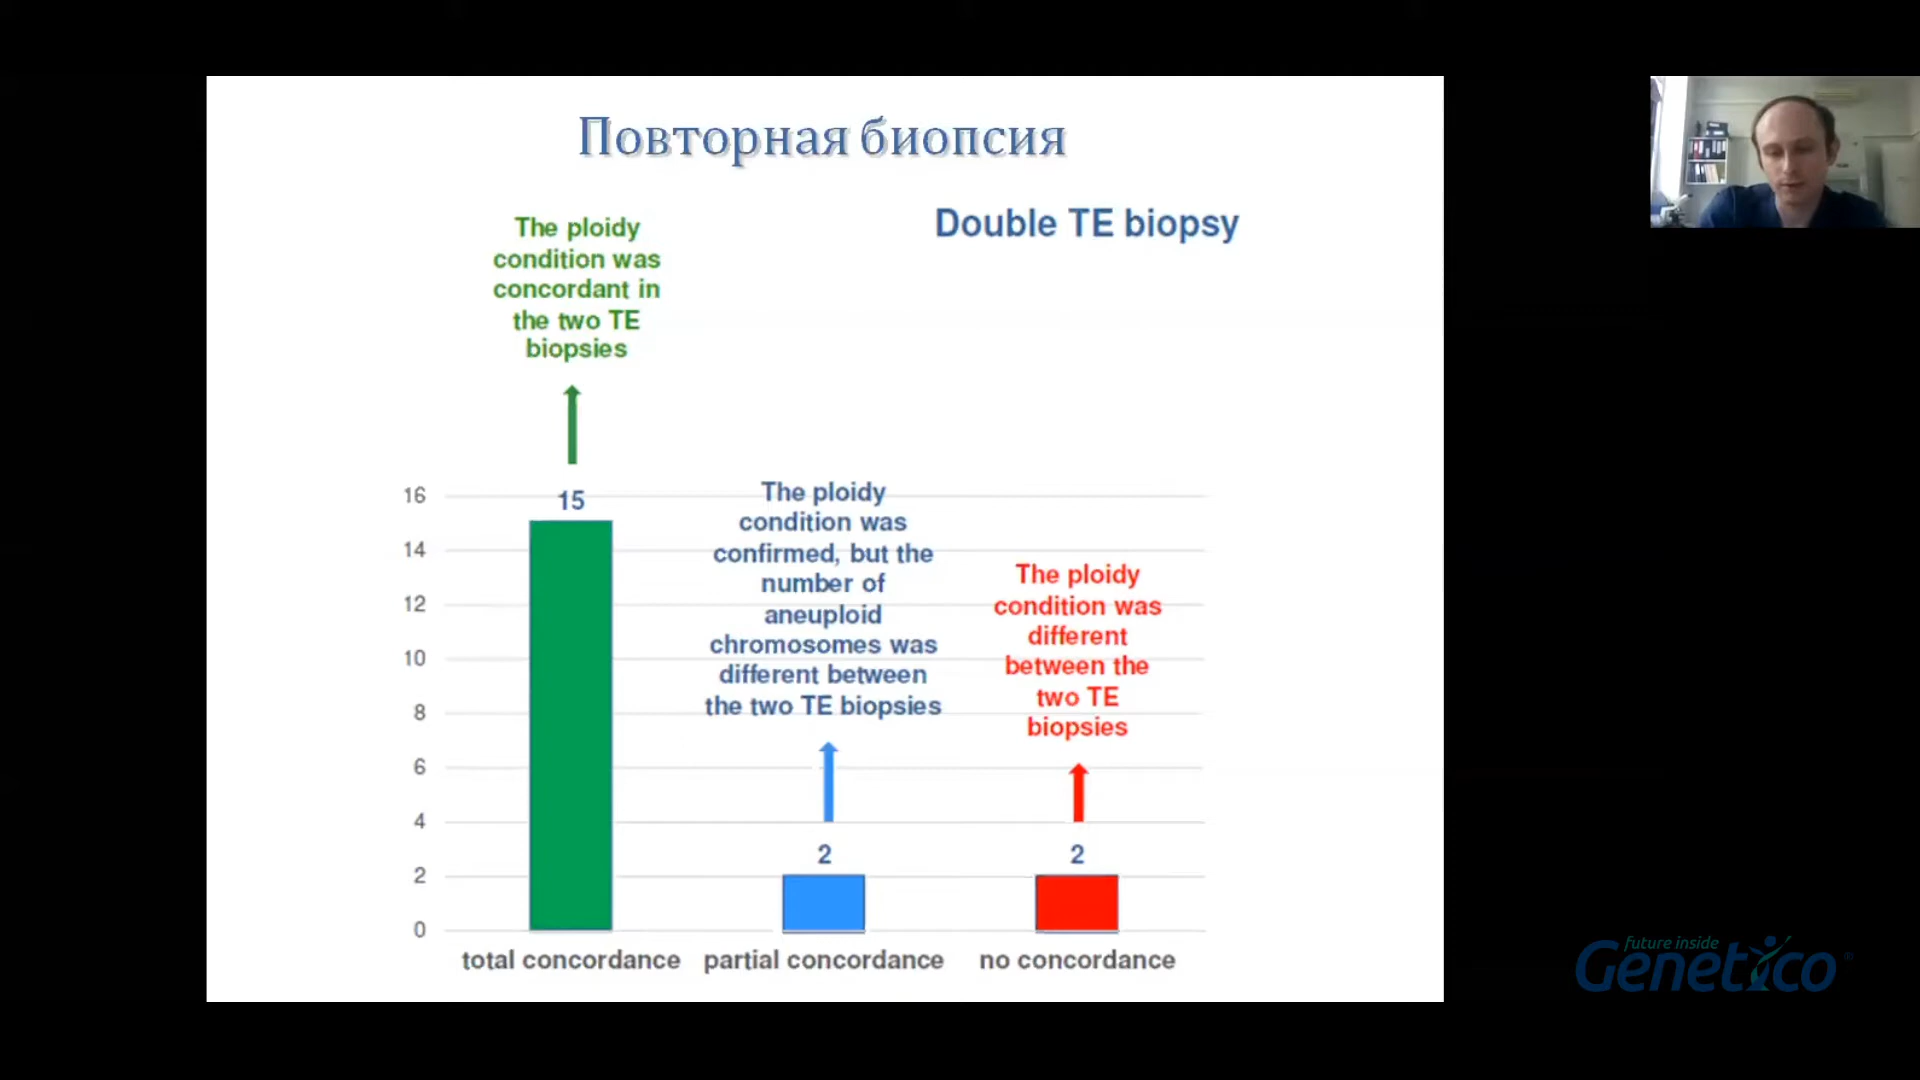 Повторная биопсия
Double TE biopsy
The ploidy
condition was
concordant in
the two TE
biopsies
The ploidy
condition was
confirmed, but the
number of
aneuploid
chromosomes was
different between
the two TE biopsies
The ploidy
condition was
different
between the
two TE
biopsies
16
14
12
10
8
6
4
2
0
15
2
2
total concordance
partial concordance
no concordance
future inside
Genetico®